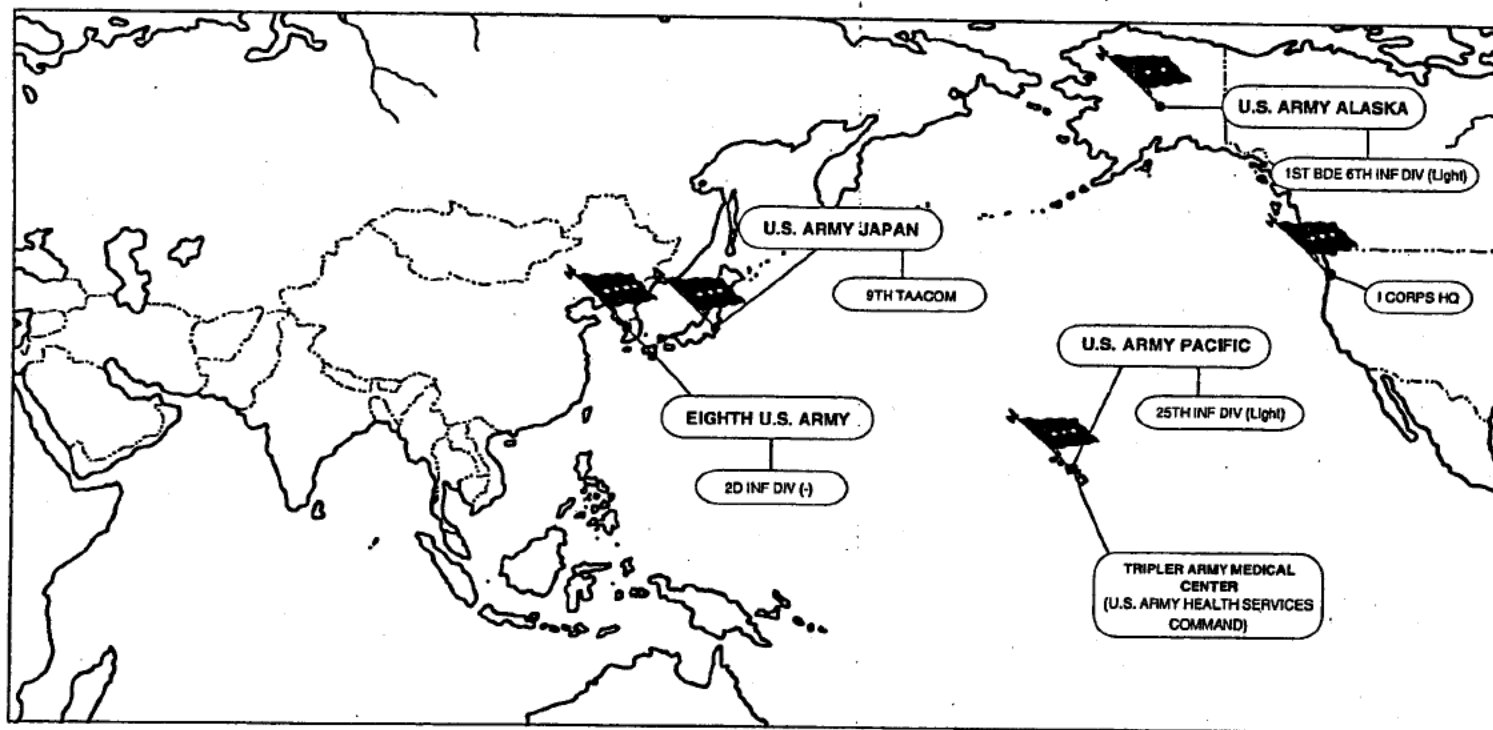 U.S. ARMY ALASKA
1ST BDE 6TH INF DIV (Light)
U.S. ARMY JAPAN
9TH TAACOM
I CORPS HQ
U.S. ARMY PACIFIC
25TH INF DIV (Light)
EIGHTH U.S. ARMY
2D INF DIV (-)
TRIPLER ARMY MEDICAL
CENTER
(U.S. ARMY HEALTH SERVICES
COMMAND)